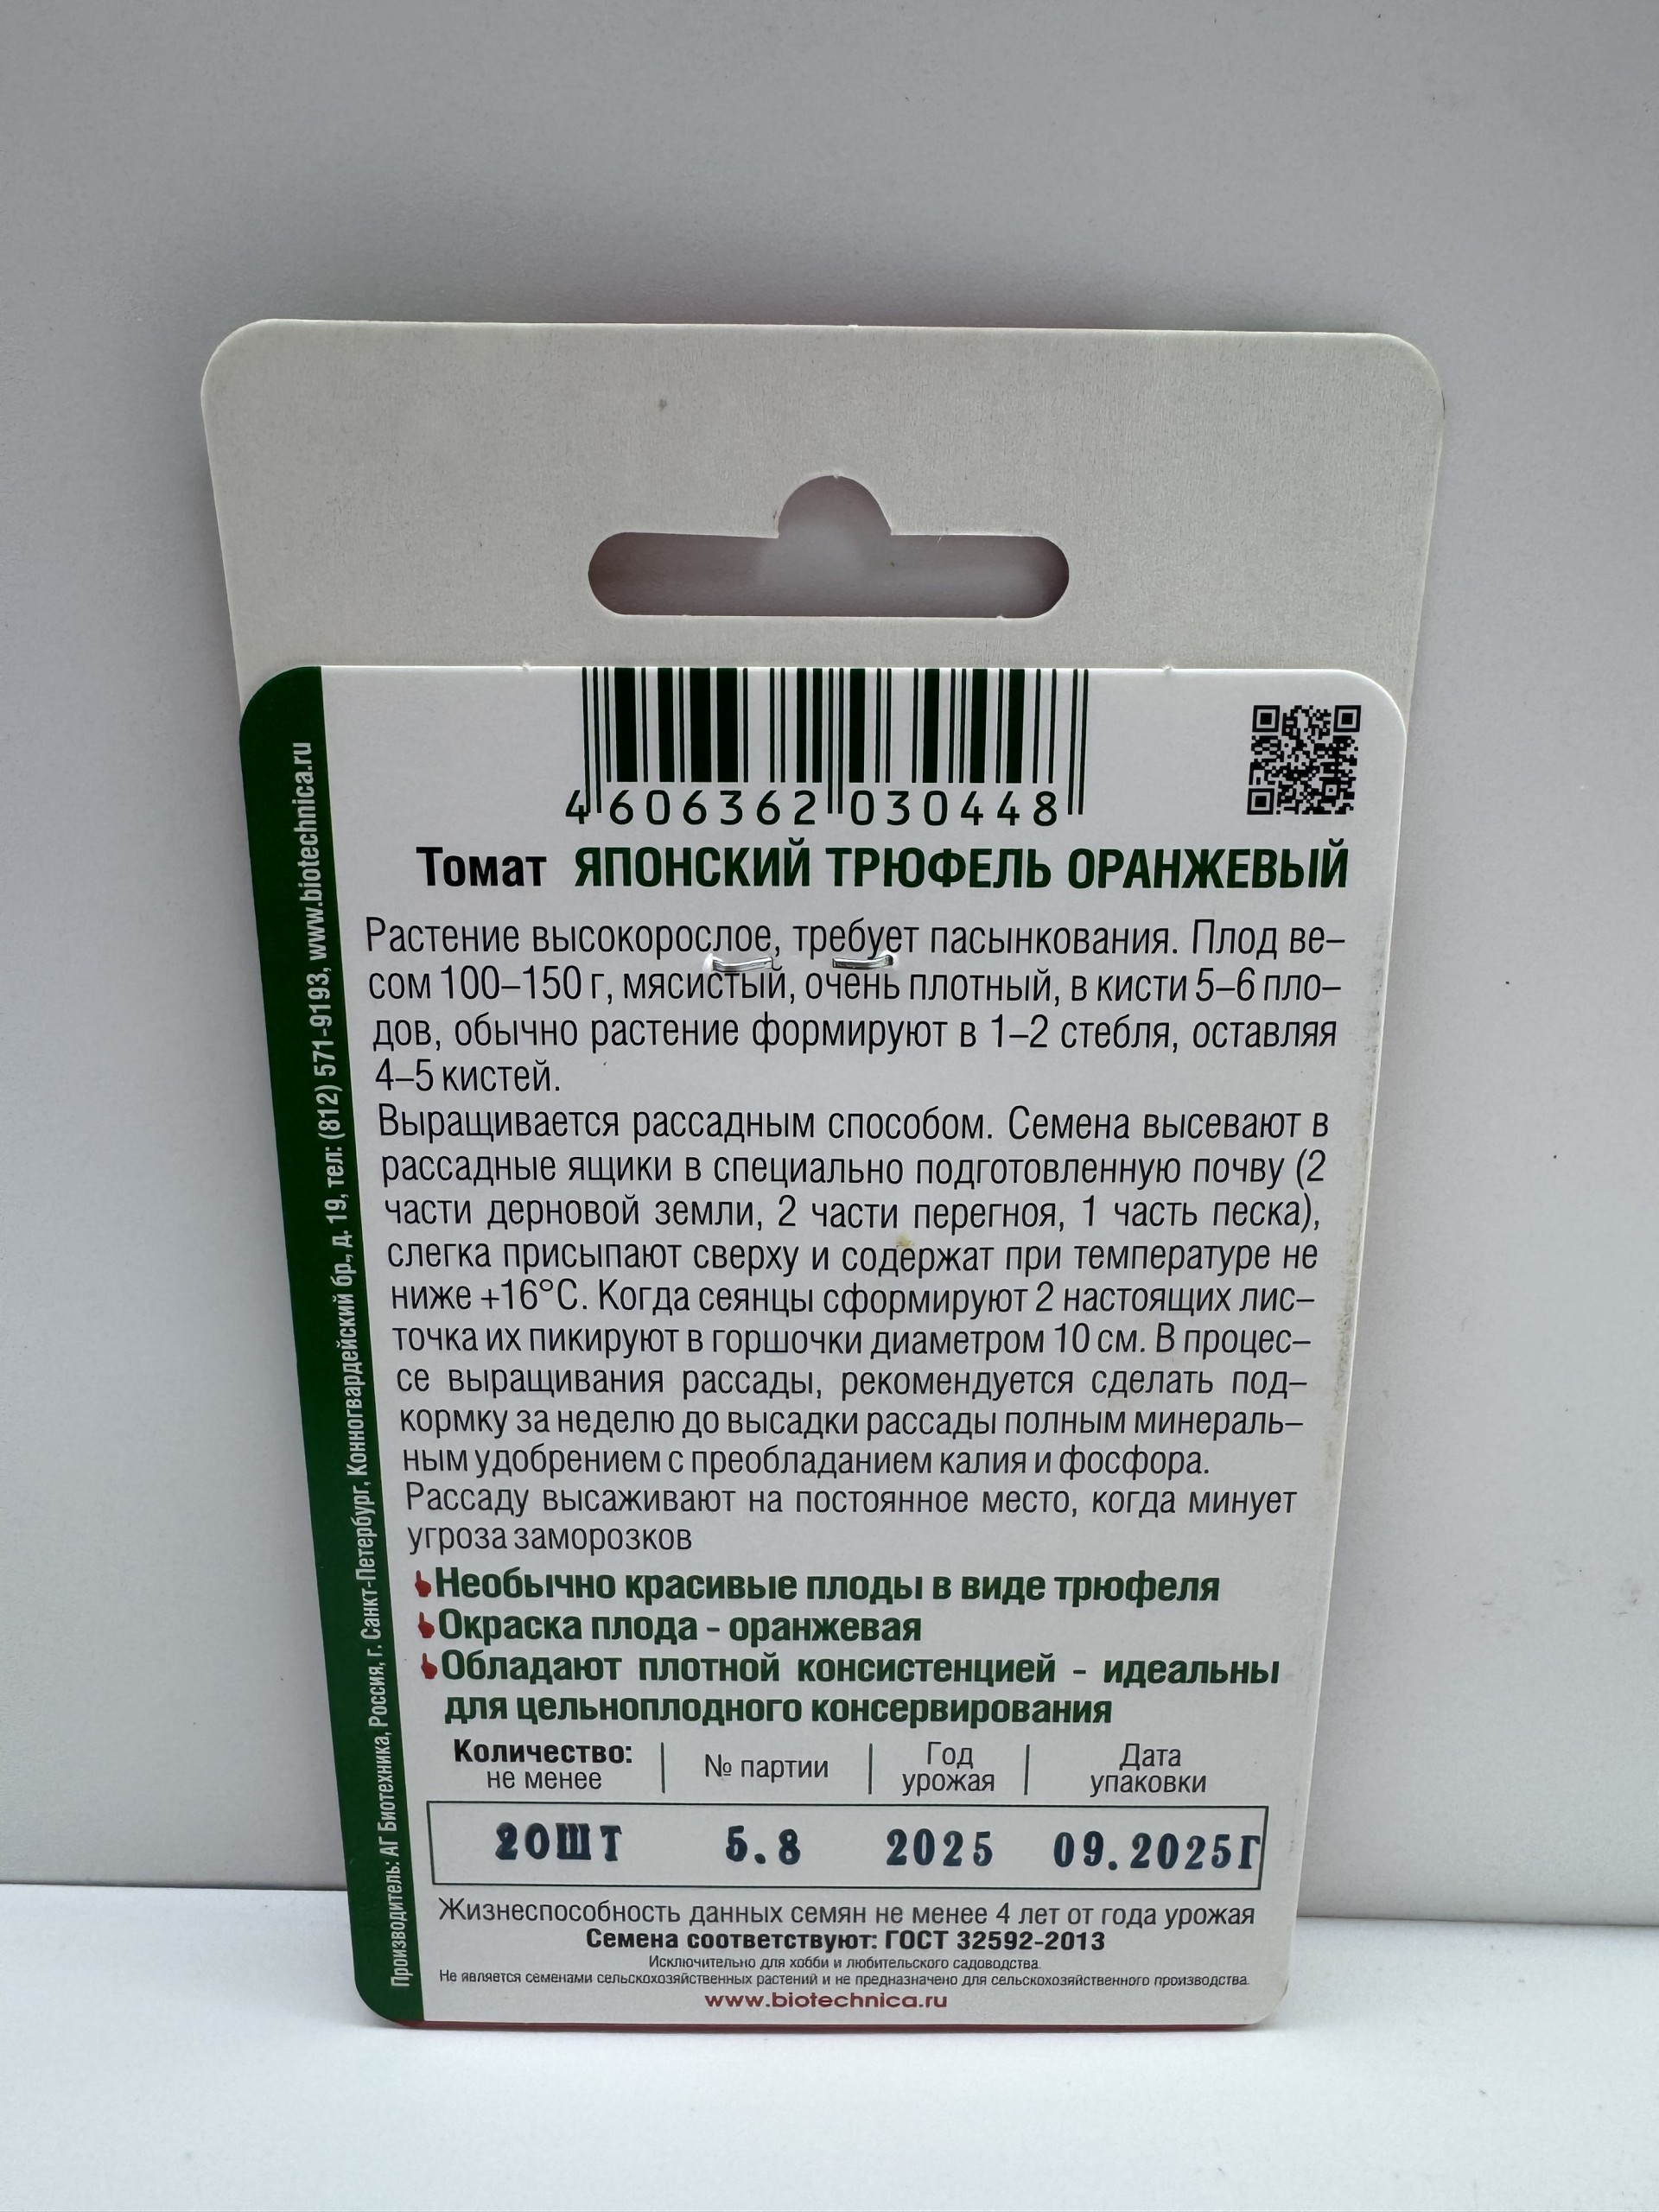 4 606362 030448
Томат ЯПОНСКИЙ ТРЮФЕЛЬ ОРАНЖЕВЫЙ
Растение высокорослое, требует пасынкования. Плод ве–
сом 100–150 г, мясистый, очень плотный, в кисти 5–6 пло–
дов, обычно растение формируют в 1–2 стебля, оставляя
4–5 кистей.
Выращивается рассадным способом. Семена высевают в
рассадные ящики в специально подготовленную почву (2
части дерновой земли, 2 части перегноя, 1 часть песка),
слегка присыпают сверху и содержат при температуре не
ниже +16°С. Когда сеянцы сформируют 2 настоящих лис–
точка их пикируют в горшочки диаметром 10 см. В процес–
се выращивания рассады, рекомендуется сделать под–
кормку за неделю до высадки рассады полным минераль–
ным удобрением с преобладанием калия и фосфора.
Рассаду высаживают на постоянное место, когда минует
угроза заморозков
Необычно красивые плоды в виде трюфеля
Окраска плода - оранжевая
Обладают плотной консистенцией - идеальны
для цельноплодного консервирования
Количество: не менее | № партии | Год урожая | Дата упаковки
20ШТ 5.8 2025 09.2025Г
Жизнеспособность данных семян не менее 4 лет от года урожая
Семена соответствуют: ГОСТ 32592-2013
Исключительно для хобби и любительского садоводства.
Не является семенами сельскохозяйственных растений и не предназначено для сельскохозяйственного производства.
www.biotechnica.ru
Производитель: АГ Биотехника, Россия, г. Санкт-Петербург, Конногвардейский бр., д. 19, тел: (812) 571-9193, www.biotechnica.ru